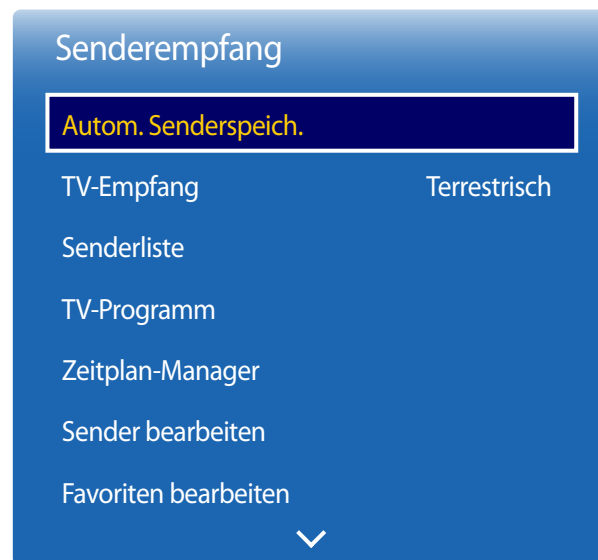 Senderempfang
Autom. Senderspeich.
TV-Empfang Terrestrisch
Senderliste
TV-Programm
Zeitplan-Manager
Sender bearbeiten
Favoriten bearbeiten